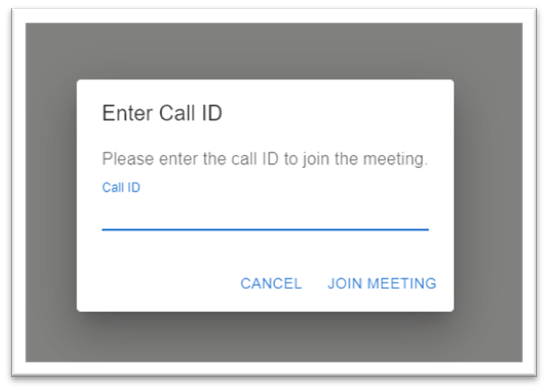 Enter Call ID
Please enter the call ID to join the meeting.
Call ID
CANCEL JOIN MEETING